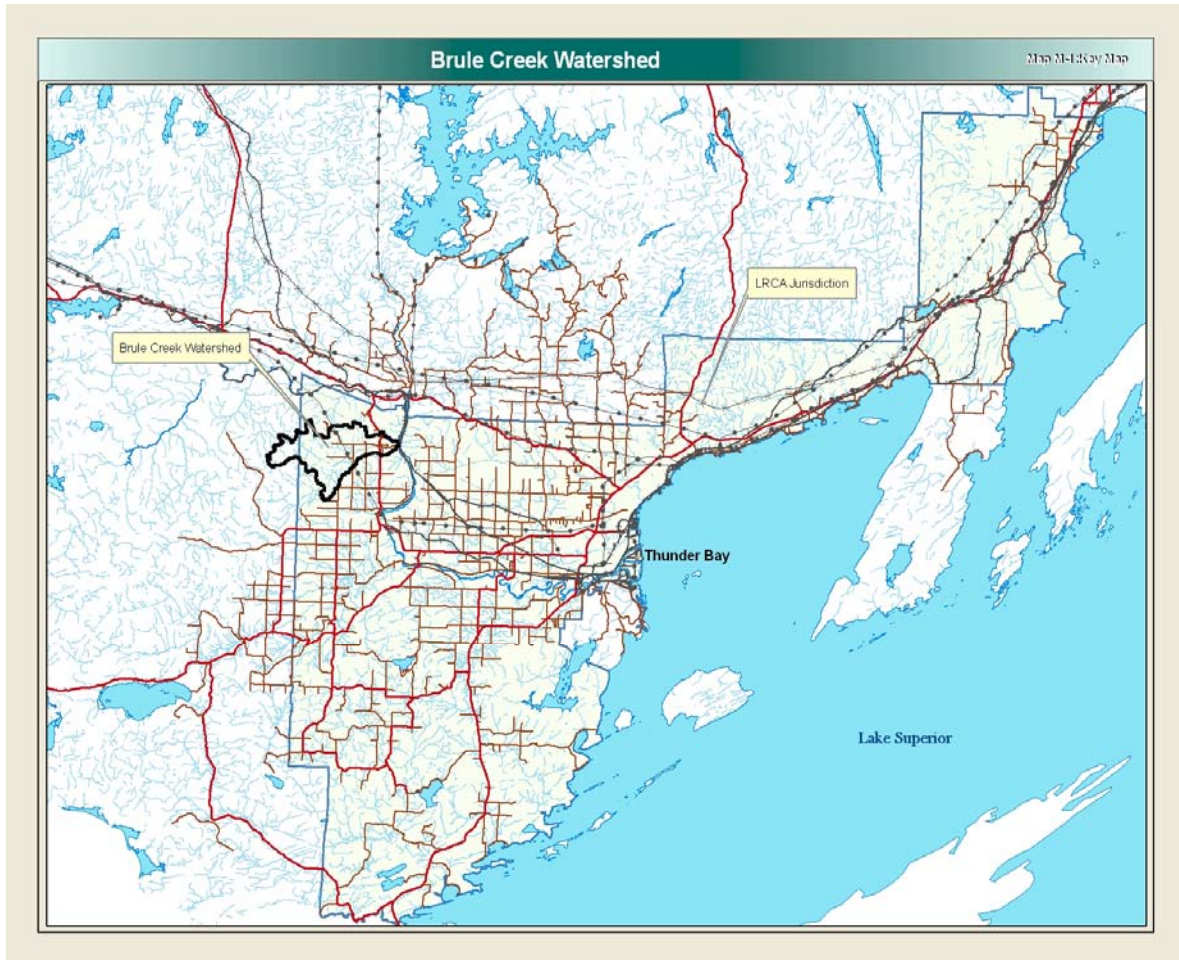 Brule Creek Watershed
Map M-1:Key Map
LRCA Jurisdiction
Brule Creek Watershed
Thunder Bay
Lake Superior